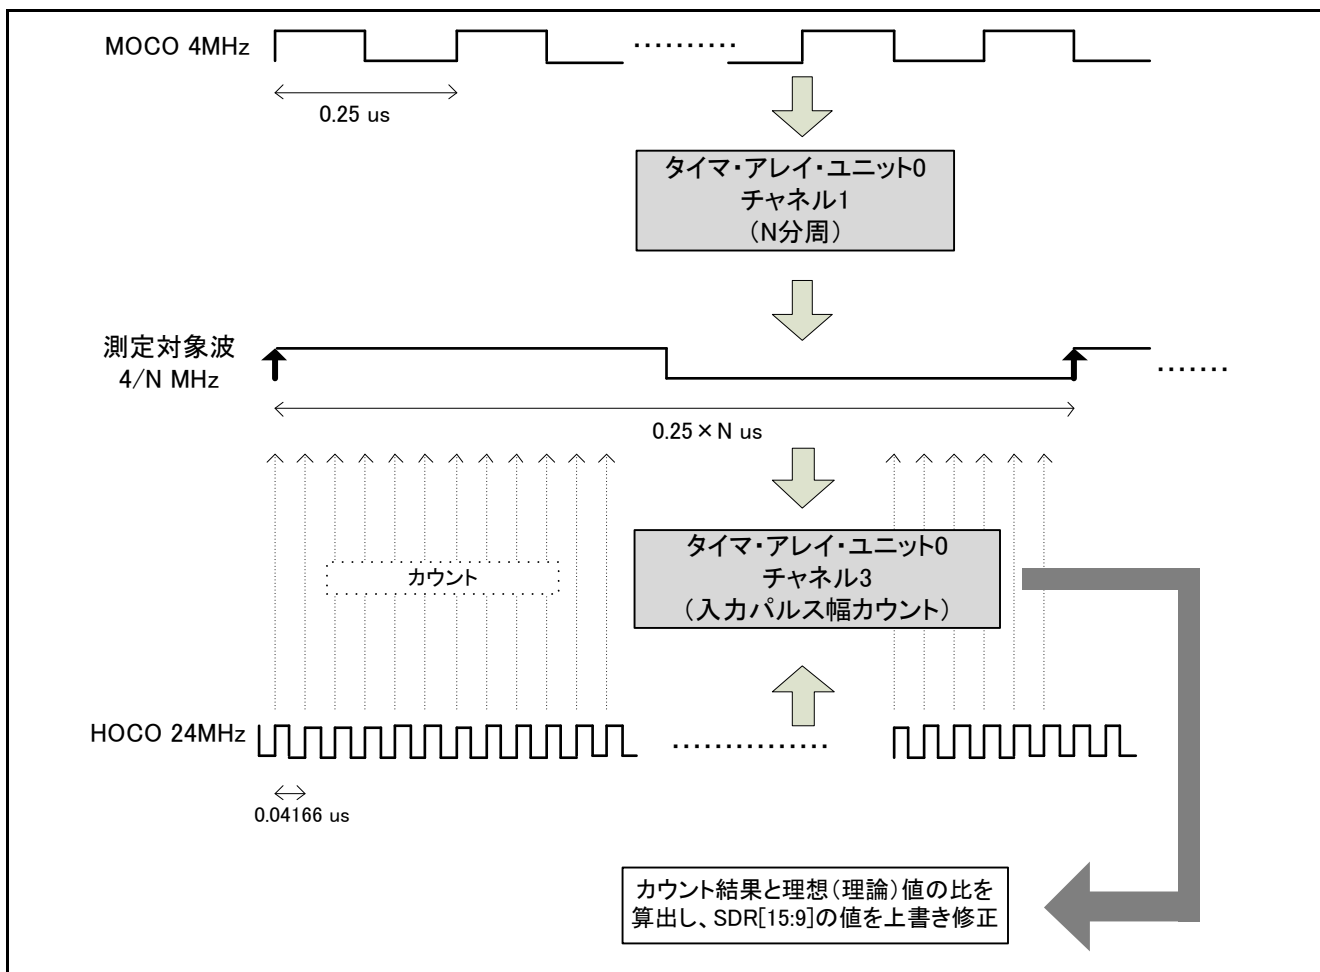 MOCO 4MHz
0.25 us
タイマ・アレイ・ユニット0
チャネル1
（N分周）
測定対象波
4/N MHz
0.25×N us
カウント
タイマ・アレイ・ユニット0
チャネル3
（入力パルス幅カウント）
HOCO 24MHz
0.04166 us
カウント結果と理想（理論）値の比を
算出し、SDR[15:9]の値を上書き修正